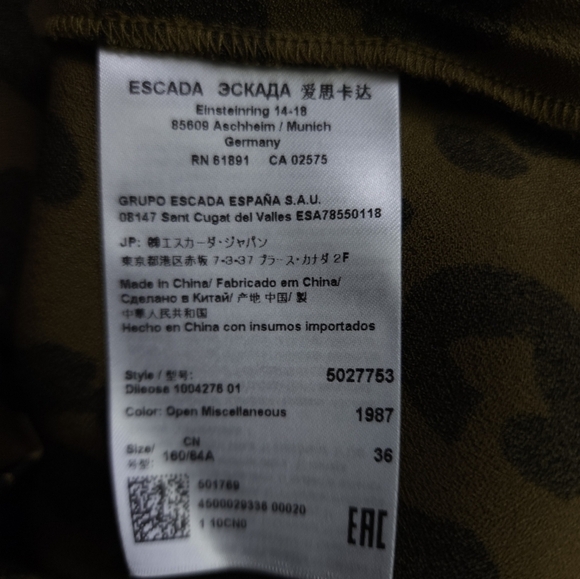 ESCADA ЭСКАДА 爱思卡达
Einsteinring 14-18
85609 Aschheim / Munich
Germany
RN 61891 CA 02575
GRUPO ESCADA ESPAÑA S.A.U.
08147 Sant Cugat del Valles ESA78550118
JP: ㈱エスカーダ・ジャパン
東京都港区赤坂 7-3-37 プラース・カナダ 2F
Made in China/ Fabricado em China/
Сделано в Китай/ 产地 中国/ 製
中華人民共和国
Hecho en China con insumos importados
Style / 型号: 5027753
1004276 01
Color: Open Miscellaneous 1987
CN
Size/ 160/84A 36
号型:
501769
4500029338 00020
1 10CN0
EAC